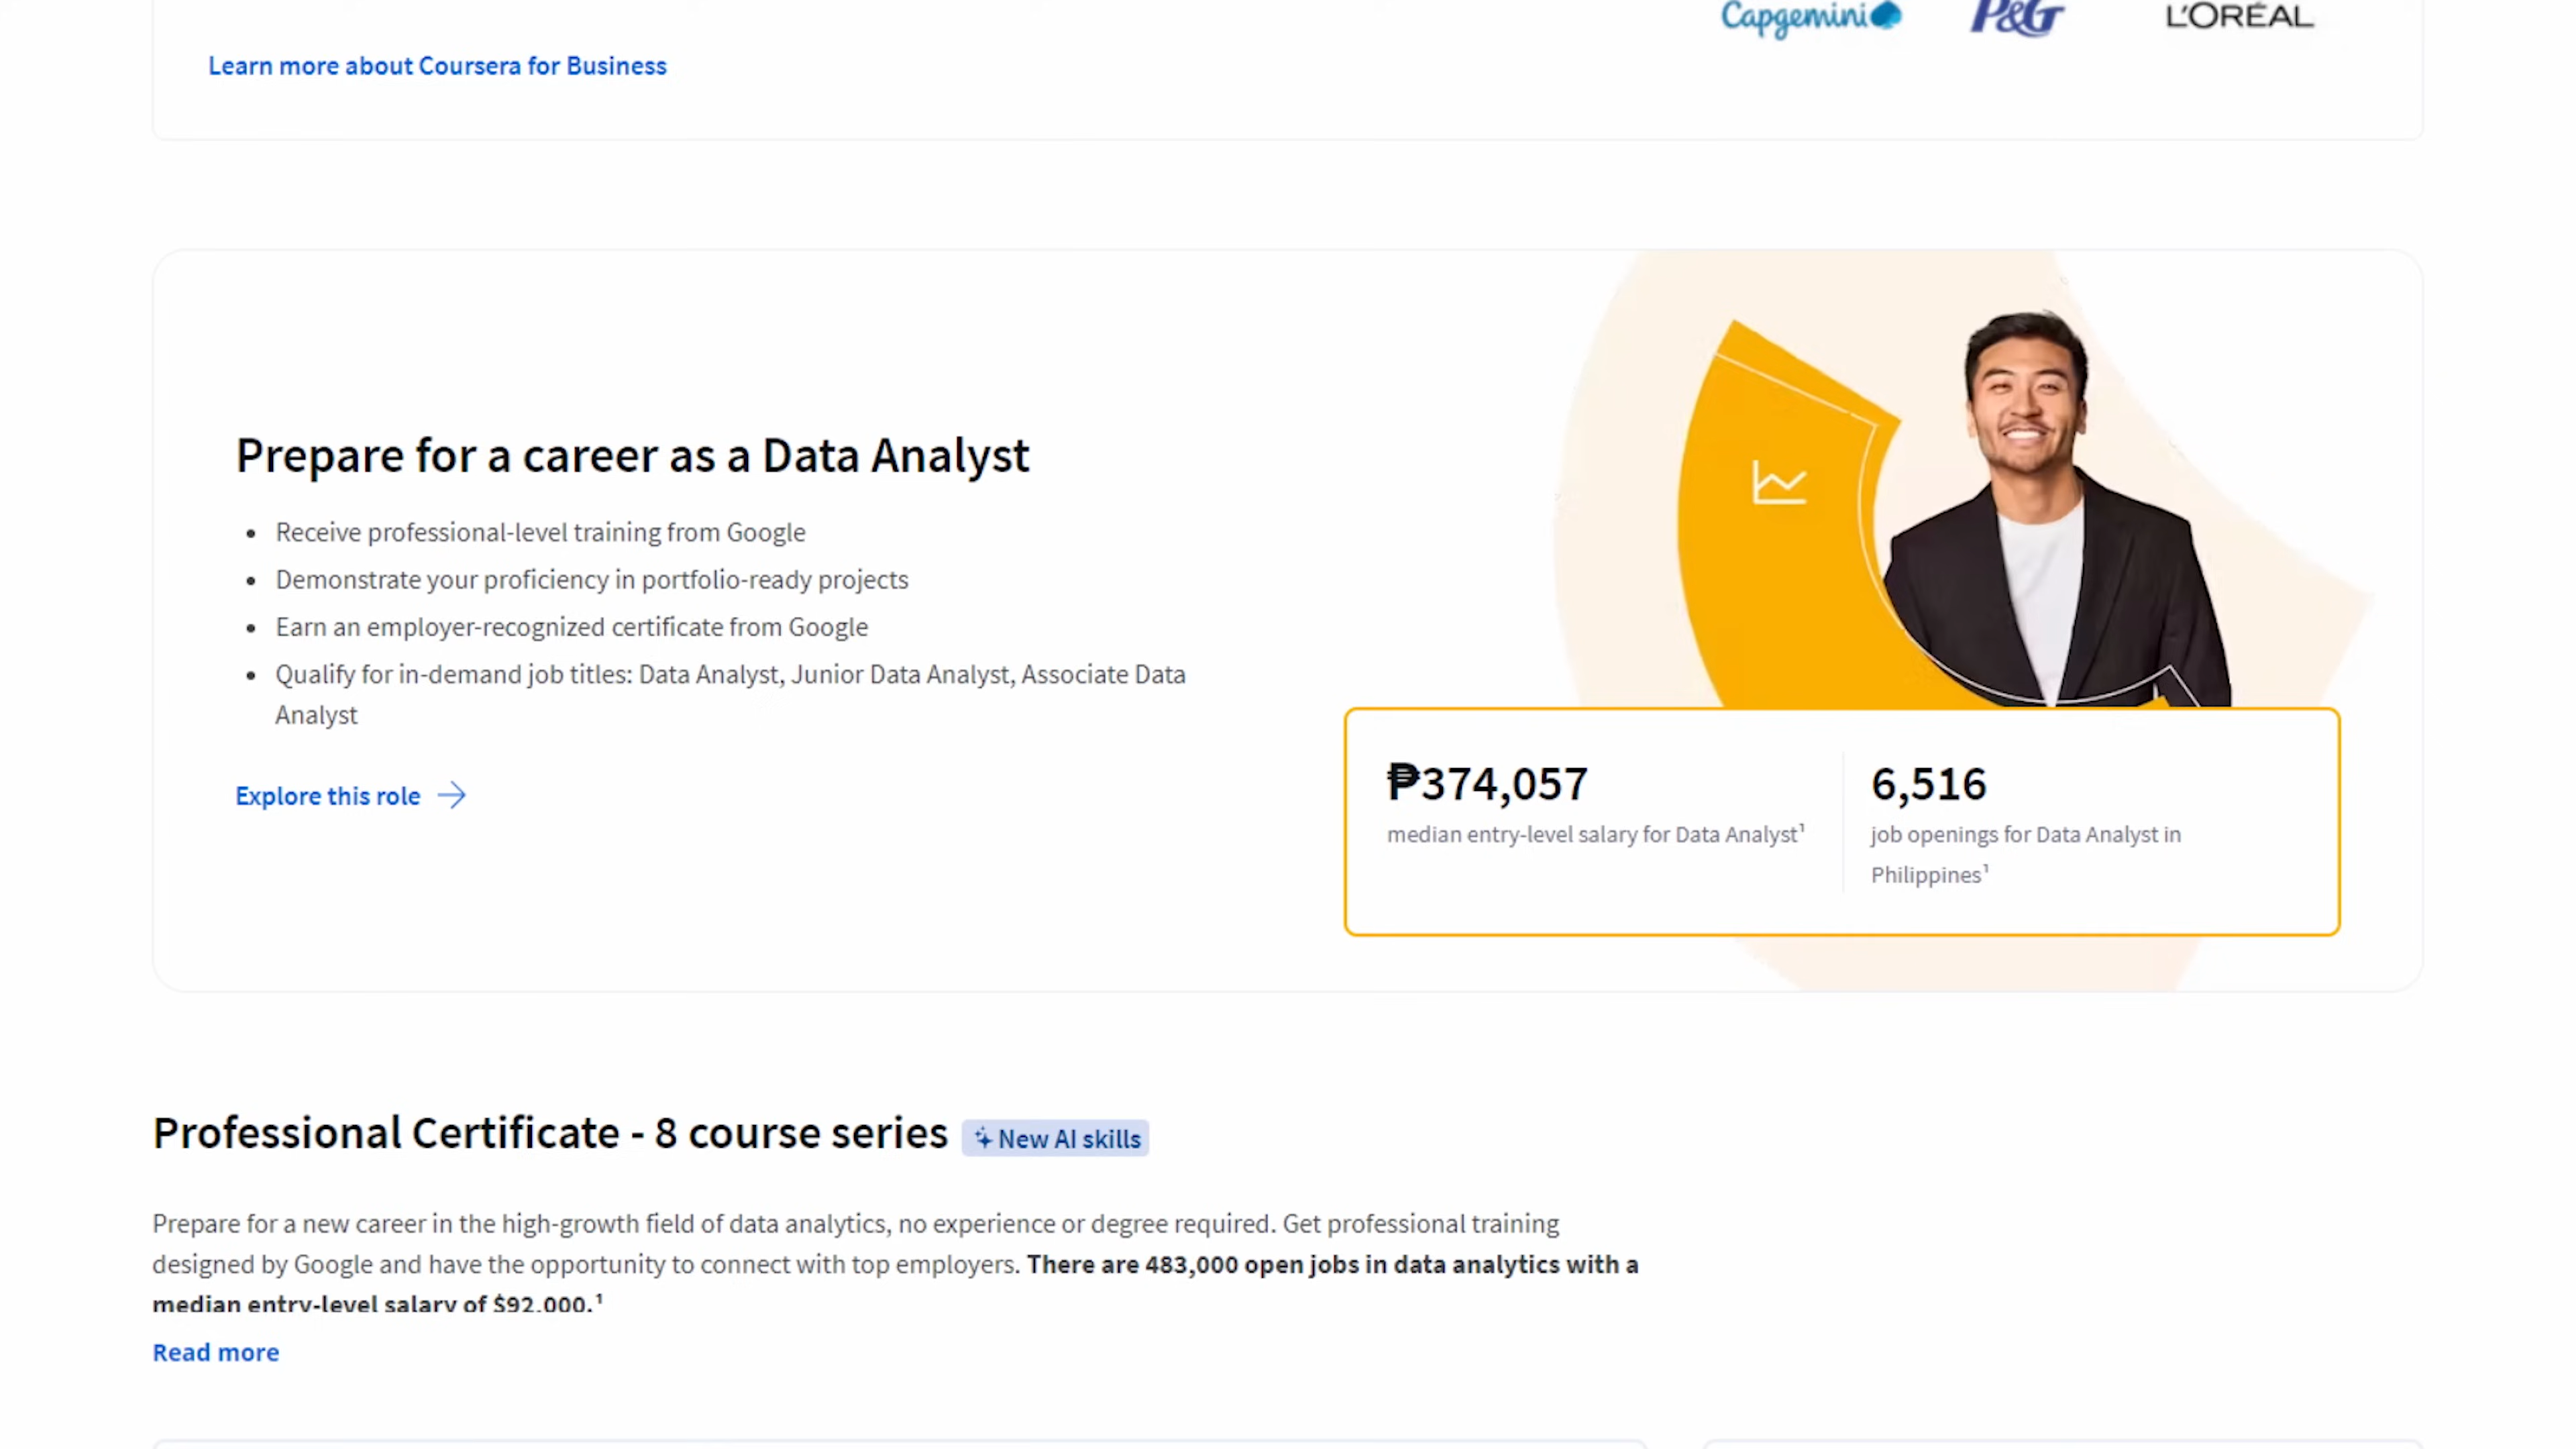 Capgemini P&G L'ORÉAL
Learn more about Coursera for Business
Prepare for a career as a Data Analyst
Receive professional-level training from Google
Demonstrate your proficiency in portfolio-ready projects
Earn an employer-recognized certificate from Google
Qualify for in-demand job titles: Data Analyst, Junior Data Analyst, Associate Data
Analyst
Explore this role
₱374,057
median entry-level salary for Data Analyst¹
6,516
job openings for Data Analyst in
Philippines¹
Professional Certificate - 8 course series New AI skills
Prepare for a new career in the high-growth field of data analytics, no experience or degree required. Get professional training
designed by Google and have the opportunity to connect with top employers. There are 483,000 open jobs in data analytics with a
median entry-level salary of $92,000.¹
Read more